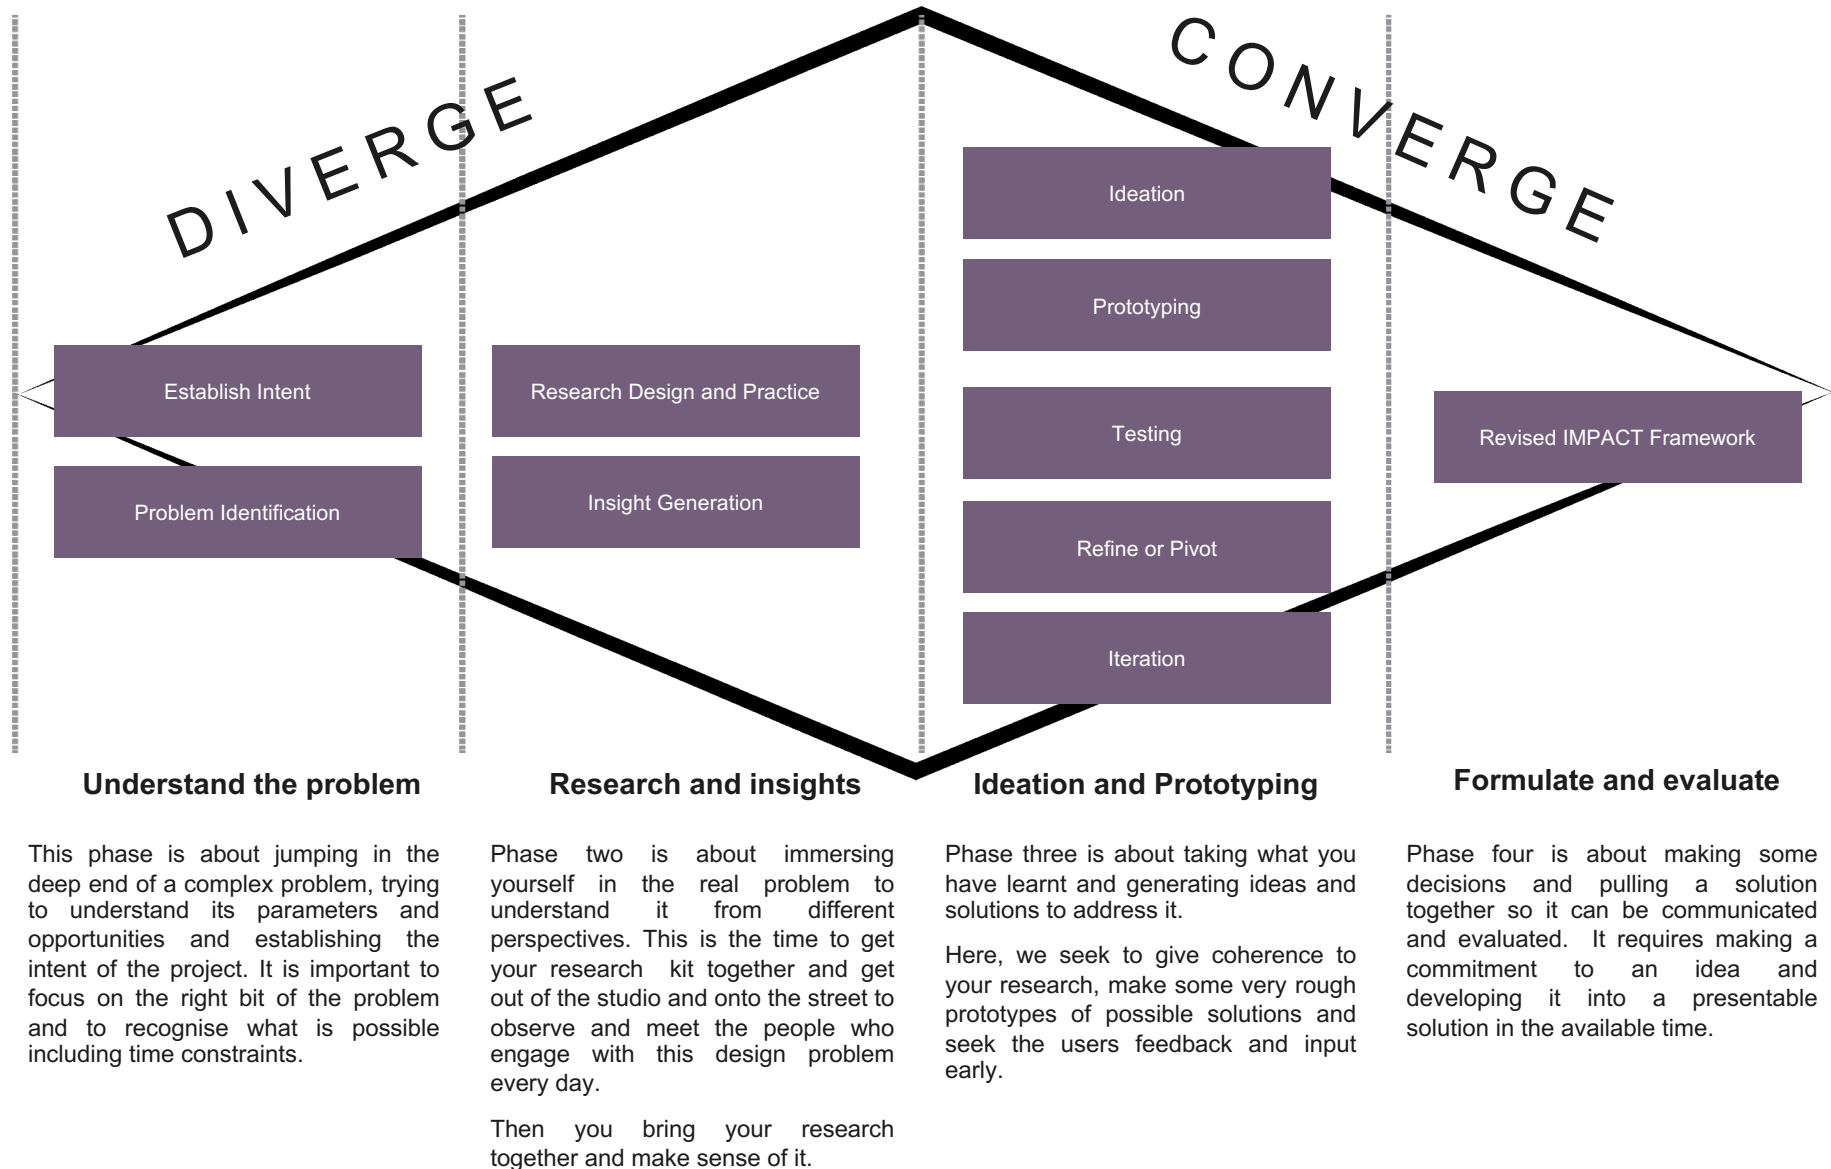 DIVERGE
CONVERGE
Establish Intent
Problem Identification
Research Design and Practice
Insight Generation
Ideation
Prototyping
Testing
Refine or Pivot
Iteration
Revised IMPACT Framework
Understand the problem
This phase is about jumping in the
deep end of a complex problem, trying
to understand its parameters and
opportunities and establishing the
intent of the project. It is important to
focus on the right bit of the problem
and to recognise what is possible
including time constraints.
Research and insights
Phase two is about immersing
yourself in the real problem to
understand it from different
perspectives. This is the time to get
your research kit together and get
out of the studio and onto the street to
observe and meet the people who
engage with this design problem
every day.
Then you bring your research
together and make sense of it.
Ideation and Prototyping
Phase three is about taking what you
have learnt and generating ideas and
solutions to address it.
Here, we seek to give coherence to
your research, make some very rough
prototypes of possible solutions and
seek the users feedback and input
early.
Formulate and evaluate
Phase four is about making some
decisions and pulling a solution
together so it can be communicated
and evaluated. It requires making a
commitment to an idea and
developing it into a presentable
solution in the available time.